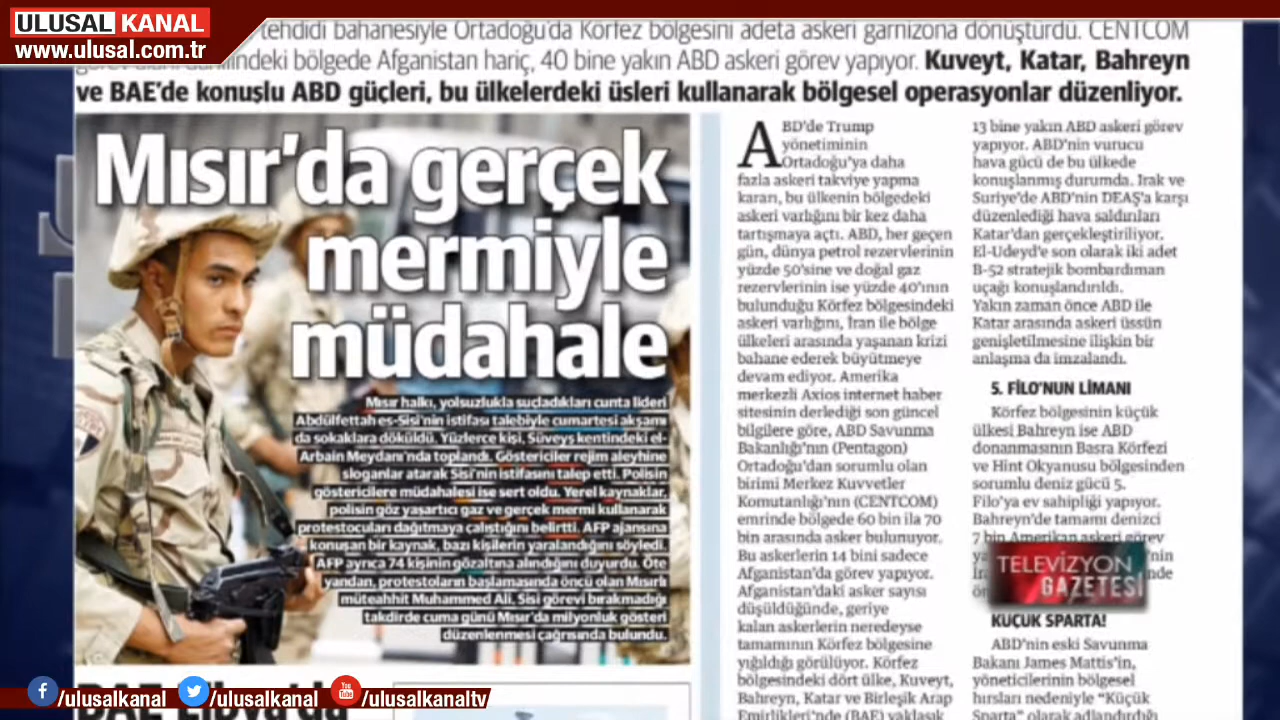 ULUSAL KANAL
www.ulusal.com.tr
tehdidi bahanesiyle Ortadoğu'da Körfez bölgesini adeta askeri garnizona dönüştürdü. CENTCOM
görev alanı dahilindeki bölgede Afganistan hariç, 40 bine yakın ABD askeri görev yapıyor. Kuveyt, Katar, Bahreyn
ve BAE'de konuşlu ABD güçleri, bu ülkelerdeki üsleri kullanarak bölgesel operasyonlar düzenliyor.
Mısır'da gerçek
mermiyle
müdahale
Mısır halkı, yolsuzlukla suçladıkları cunta lideri
Abdülfettah es-Sisi'nin istifası talebiyle cumartesi akşamı
da sokaklara döküldü. Yüzlerce kişi, Süveys kentindeki el-
Arbain Meydanı'nda toplandı. Göstericiler rejim aleyhine
sloganlar atarak Sisi'nin istifasını talep etti. Polisin
göstericilere müdahalesi ise sert oldu. Yerel kaynaklar,
polisin göz yaşartıcı gaz ve gerçek mermi kullanarak
protestocuları dağıtmaya çalıştığını belirtti. AFP ajansına
konuşan bir kaynak, bazı kişilerin yaralandığını söyledi.
AFP ayrıca 74 kişinin gözaltına alındığını duyurdu. Öte
yandan, protestoların başlamasında öncü olan Mısırlı
müteahhit Muhammed Ali, Sisi görevi bırakmadığı
takdirde cuma günü Mısır'da milyonluk gösteri
düzenlenmesi çağrısında bulundu.
BAE Libya'da
ABD'de Trump
yönetiminin
Ortadoğu'ya daha
fazla askeri takviye yapma
kararı, bu ülkenin bölgedeki
askeri varlığını bir kez daha
tartışmaya açtı. ABD, her geçen
gün, dünya petrol rezervlerinin
yüzde 50'sine ve doğal gaz
rezervlerinin ise yüzde 40'ının
bulunduğu Körfez bölgesindeki
askeri varlığını, İran ile bölge
ülkeleri arasında yaşanan krizi
bahane ederek büyütmeye
devam ediyor. Amerika
merkezli Axios internet haber
sitesinin derlediği son güncel
bilgilere göre, ABD Savunma
Bakanlığı'nın (Pentagon)
Ortadoğu'dan sorumlu olan
birimi Merkez Kuvvetler
Komutanlığı'nın (CENTCOM)
emrinde bölgede 60 bin ila 70
bin arasında asker bulunuyor.
Bu askerlerin 14 bini sadece
Afganistan'da görev yapıyor.
Afganistan'daki asker sayısı
düşüldüğünde, geriye
kalan askerlerin neredeyse
tamamının Körfez bölgesine
yığıldığı görülüyor. Körfez
bölgesindeki dört ülke, Kuveyt,
Bahreyn, Katar ve Birleşik Arap
Emirlikleri'nde (BAE) yaklaşık
13 bine yakın ABD askeri görev
yapıyor. ABD'nin vurucu
hava gücü de bu ülkede
konuşlanmış durumda. Irak ve
Suriye'de ABD'nin DEAŞ'a karşı
düzenlediği hava saldırıları
Katar'dan gerçekleştiriliyor.
El-Udeyd'e son olarak iki adet
B-52 stratejik bombardıman
uçağı konuşlandırıldı.
Yakın zaman önce ABD ile
Katar arasında askeri üssün
genişletilmesine ilişkin bir
anlaşma da imzalandı.
5. FİLO'NUN LİMANI
Körfez bölgesinin küçük
ülkesi Bahreyn ise ABD
donanmasının Basra Körfezi
ve Hint Okyanusu bölgesinden
sorumlu deniz gücü 5.
Filo'ya ev sahipliği yapıyor.
Bahreyn'de tamamı denizci
7 bin Amerikan askeri görev
TELEVİZYON
GAZETESİ
KÜÇÜK SPARTA!
ABD'nin eski Savunma
Bakanı James Mattis'in,
yöneticilerinin bölgesel
hırsları nedeniyle "Küçük
Sparta" olarak adlandırdığı
/ulusalkanal
/ulusalkanal
You Tube
/ulusalkanaltv